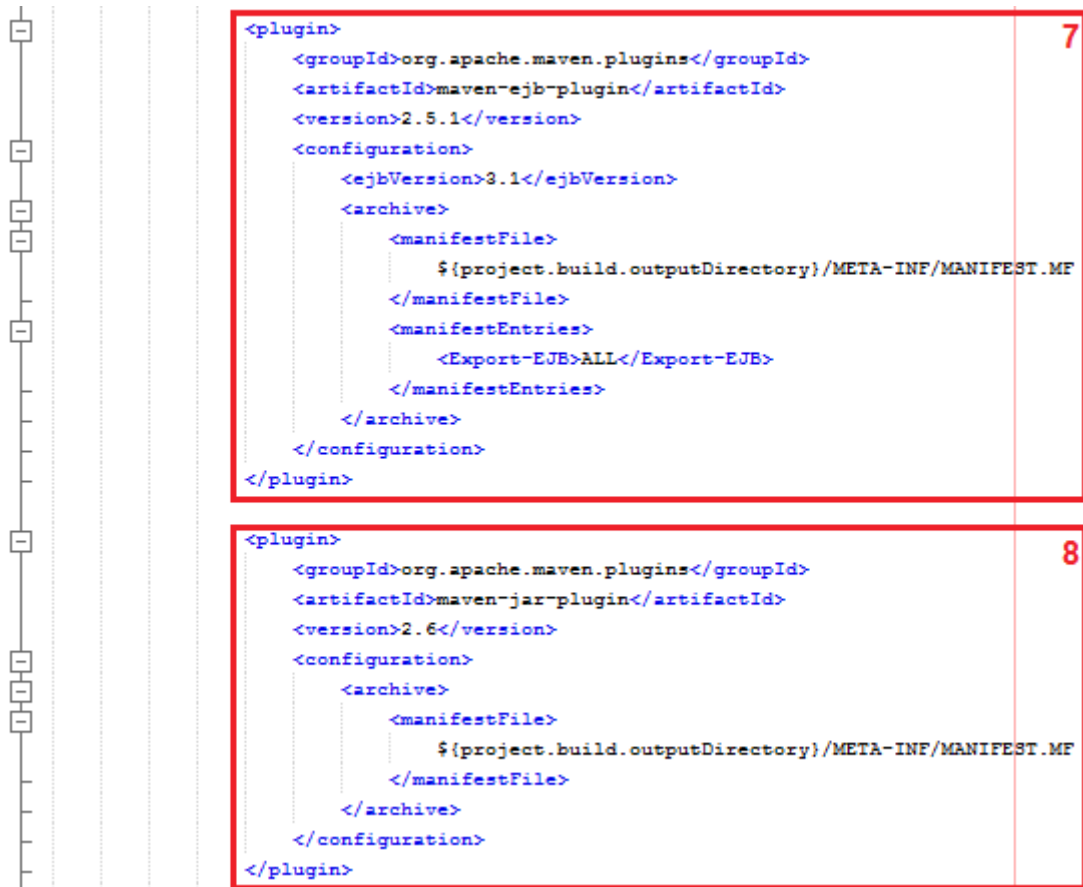 <plugin>
7
<groupId>org.apache.maven.plugins</groupId>
<artifactId>maven-ejb-plugin</artifactId>
<version>2.5.1</version>
<configuration>
<ejbVersion>3.1</ejbVersion>
<archive>
<manifestFile>
${project.build.outputDirectory}/META-INF/MANIFEST.MF
</manifestFile>
<manifestEntries>
<Export-EJB>ALL</Export-EJB>
</manifestEntries>
</archive>
</configuration>
</plugin>
<plugin>
8
<groupId>org.apache.maven.plugins</groupId>
<artifactId>maven-jar-plugin</artifactId>
<version>2.6</version>
<configuration>
<archive>
<manifestFile>
${project.build.outputDirectory}/META-INF/MANIFEST.MF
</manifestFile>
</archive>
</configuration>
</plugin>